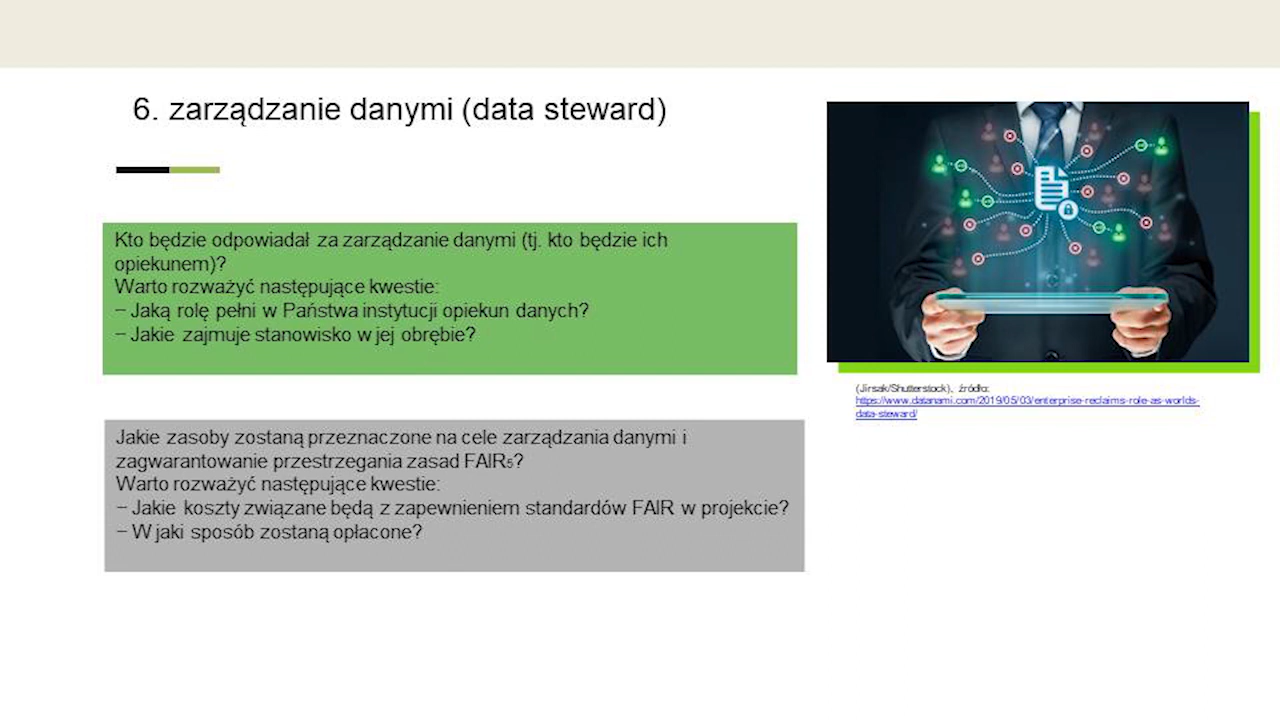 6. zarządzanie danymi (data steward)
Kto będzie odpowiadał za zarządzanie danymi (tj. kto będzie ich
opiekunem)?
Warto rozważyć następujące kwestie:
− Jaką rolę pełni w Państwa instytucji opiekun danych?
− Jakie zajmuje stanowisko w jej obrębie?
Jakie zasoby zostaną przeznaczone na cele zarządzania danymi i
zagwarantowanie przestrzegania zasad FAIR5?
Warto rozważyć następujące kwestie:
− Jakie koszty związane będą z zapewnieniem standardów FAIR w projekcie?
− W jaki sposób zostaną opłacone?
(Jirsak/Shutterstock), źródło:
https://www.datanami.com/2019/05/03/enterprise-reclaims-role-as-worlds-
data-steward/